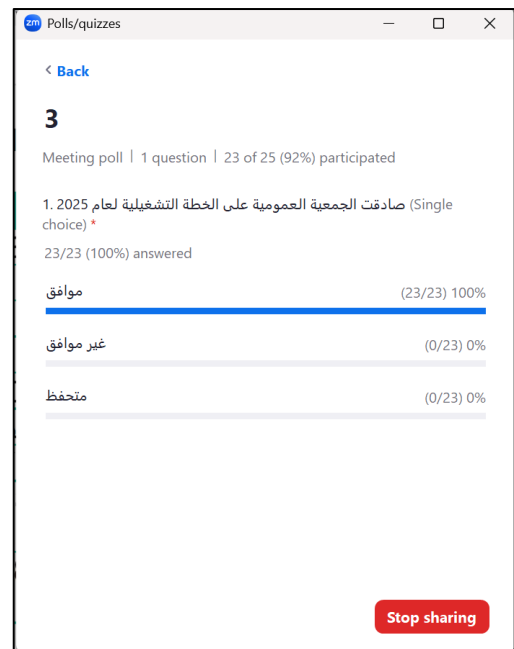 zm Polls/quizzes
< Back
3
Meeting poll | 1 question | 23 of 25 (92%) participated
1. صادقت الجمعية العمومية على الخطة التشغيلية لعام 2025 (Single
choice) *
23/23 (100%) answered
موافق (23/23) 100%
غير موافق (0/23) 0%
متحفظ (0/23) 0%
Stop sharing